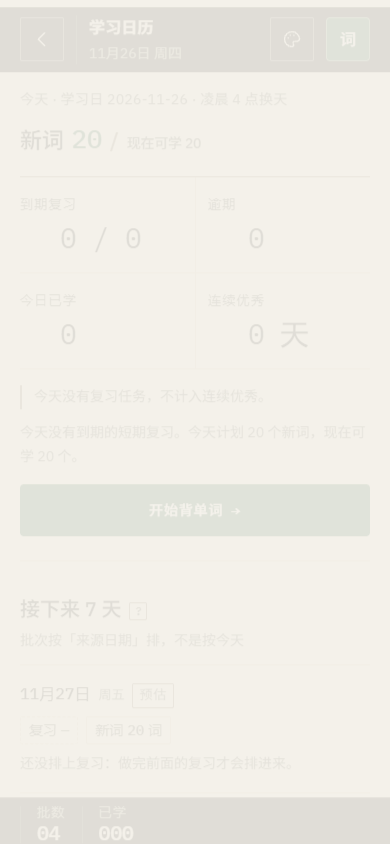 学习日历
11月26日 周四
词
今天 · 学习日 2026-11-26 · 凌晨 4 点换天
新词 20 / 现在可学 20
到期复习
逾期
0 / 0
0
今日已学
连续优秀
0
0 天
今天没有复习任务，不计入连续优秀。
今天没有到期的短期复习。今天计划 20 个新词，现在可
学 20 个。
开始背单词 →
接下来 7 天 ?
批次按「来源日期」排，不是按今天
11月27日 周五 预估
复习 — 新词 20 词
还没排上复习：做完前面的复习才会排进来。
批数
已学
04
000